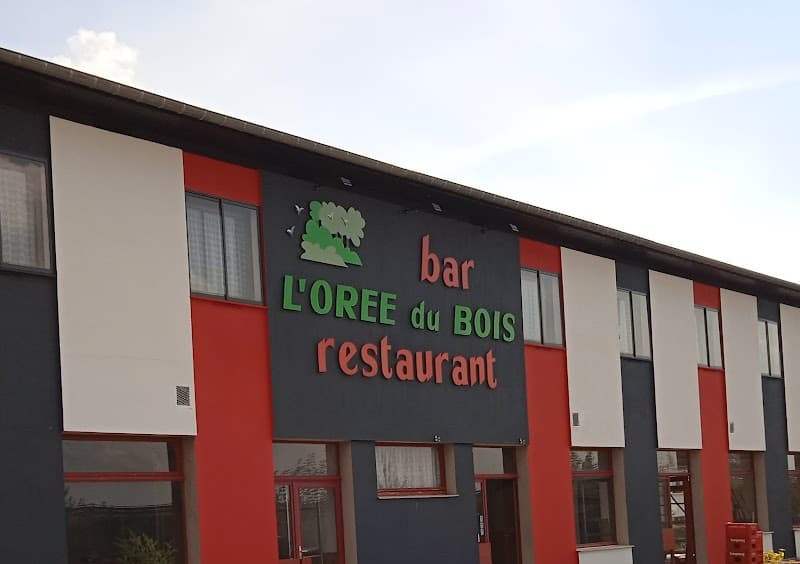 bar
L'OREE du BOIS
restaurant